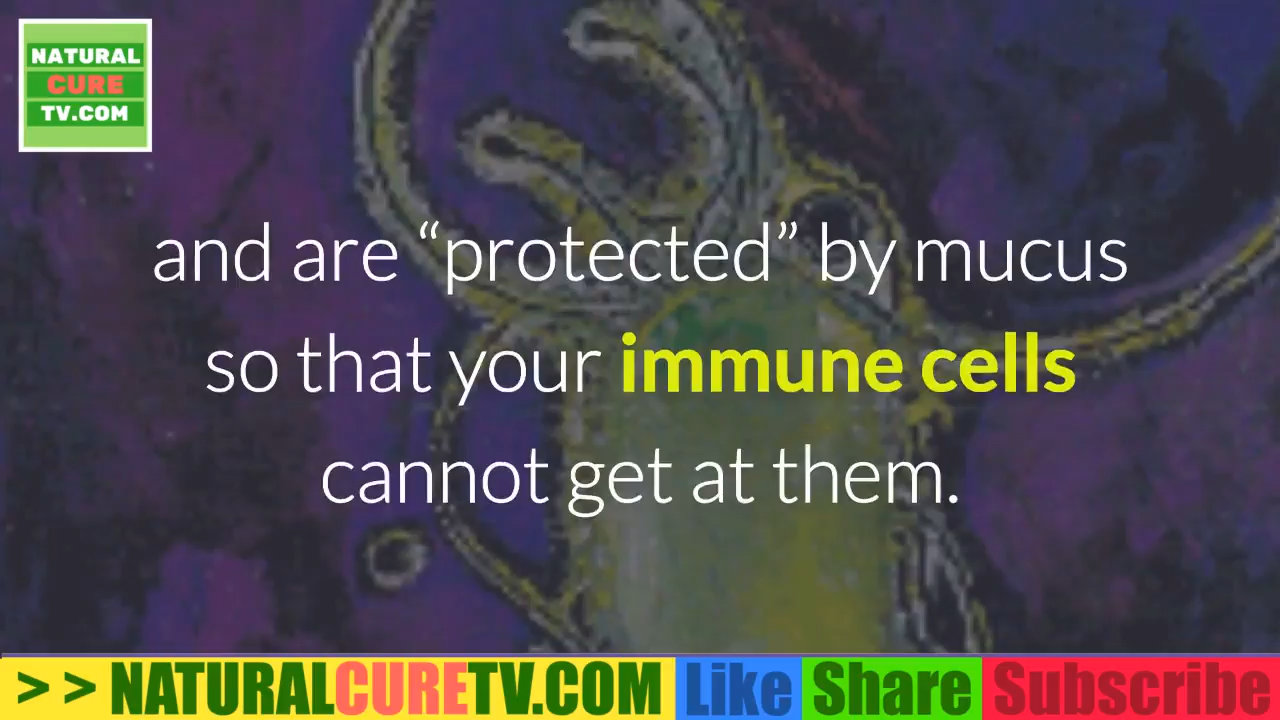 NATURAL
CURE
TV.COM
and are “protected” by mucus
so that your immune cells
cannot get at them.
> > NATURALCURETV.COM Like Share Subscribe